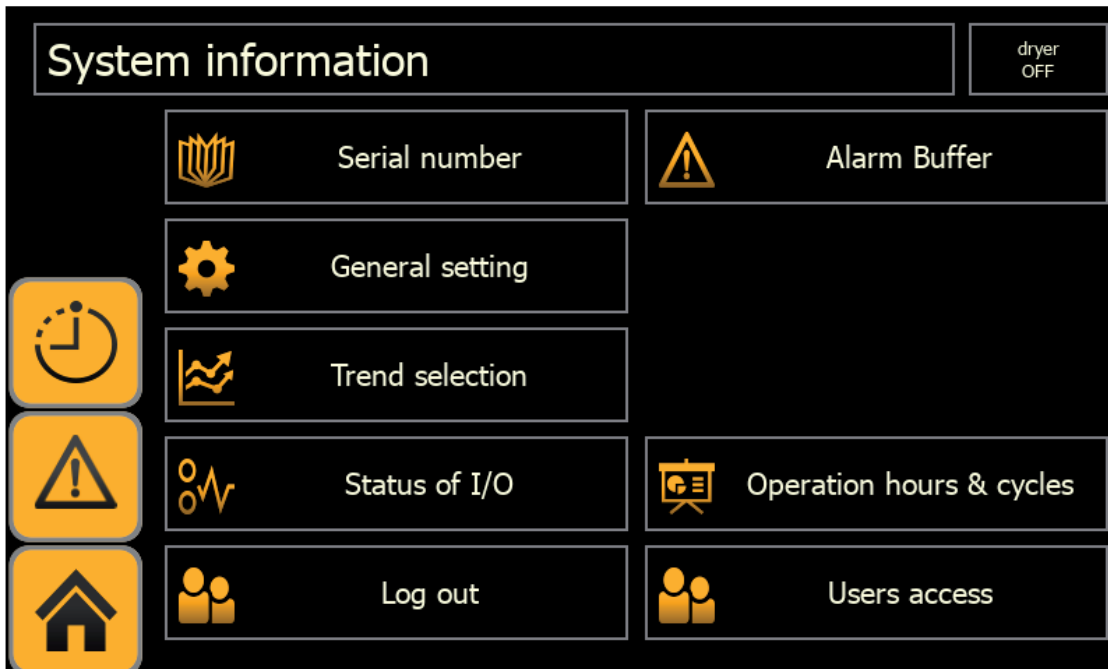 System information
dryer
OFF
Serial number
Alarm Buffer
General setting
Trend selection
Status of I/O
Operation hours & cycles
Log out
Users access